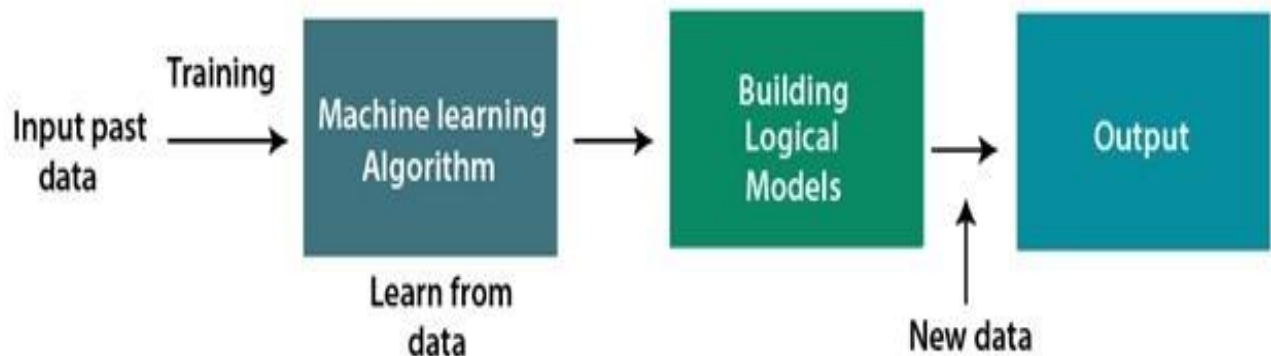 Training
Input past
data
Machine learning
Algorithm
Learn from
data
Building
Logical
Models
New data
Output